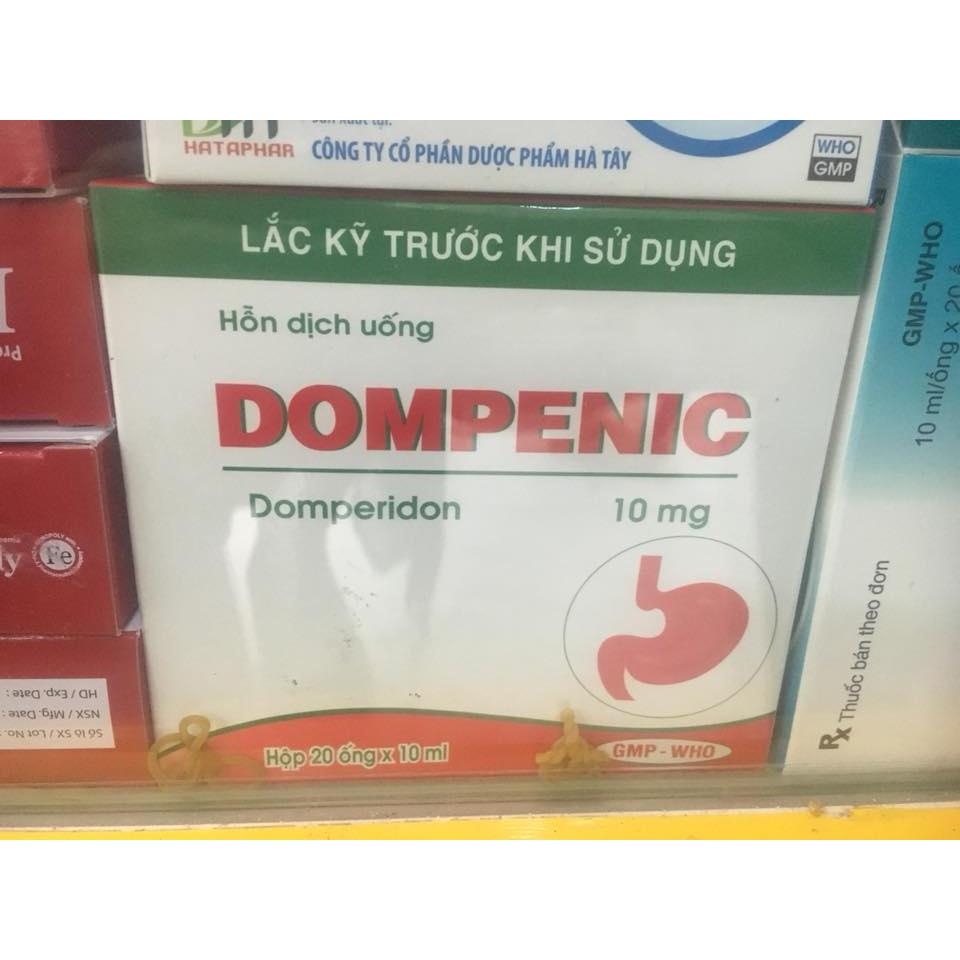 HATAPHAR
CÔNG TY CỔ PHẦN DƯỢC PHẨM HÀ TÂY
WHO
GMP
LẮC KỸ TRƯỚC KHI SỬ DỤNG
Hỗn dịch uống
DOMPENIC
Domperidon 10 mg
Hộp 20 ống x 10 ml
GMP - WHO
Fe
HD / Exp. Date :
NSX / Mfg. Date :
Số lô SX / Lot No. :
GMP-WHO
10 ml/ống x 20
Rx Thuốc bán theo đơn